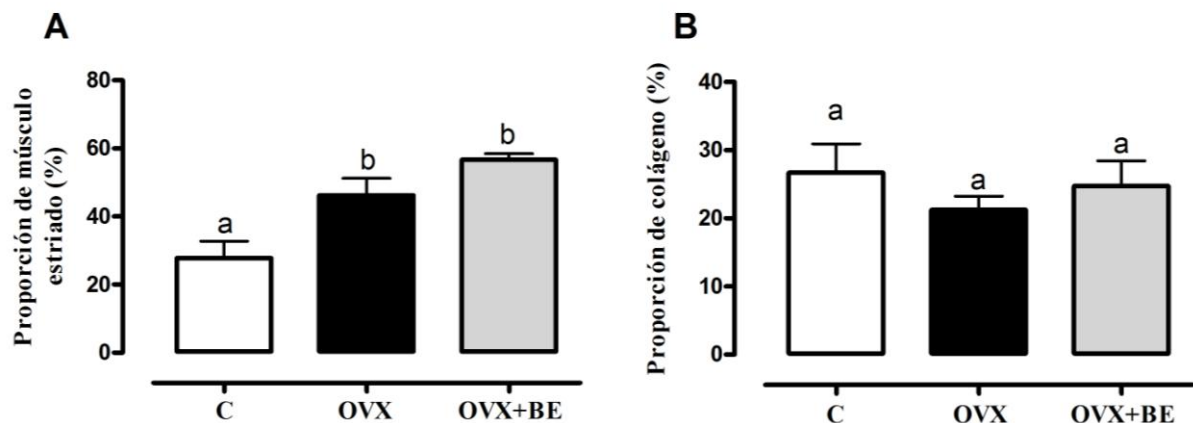 A
Proporción de músculo
estriado (%)
80
60
40
20
0
a
b
b
C
OVX
OVX+BE
B
Proporción de colágeno (%)
40
30
20
10
0
a
a
a
C
OVX
OVX+BE